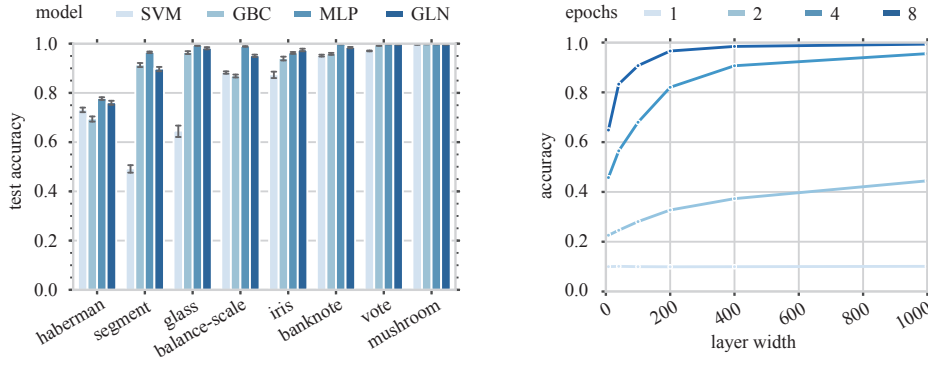 model SVM GBC MLP GLN
1.0
0.8
0.6
0.4
0.2
0.0
test accuracy
haberman
segment
glass
balance-scale
iris
banknote
vote
mushroom
epochs 1 2 4 8
1.0
0.8
0.6
0.4
0.2
0.0
accuracy
0
200
400
600
800
1000
layer width